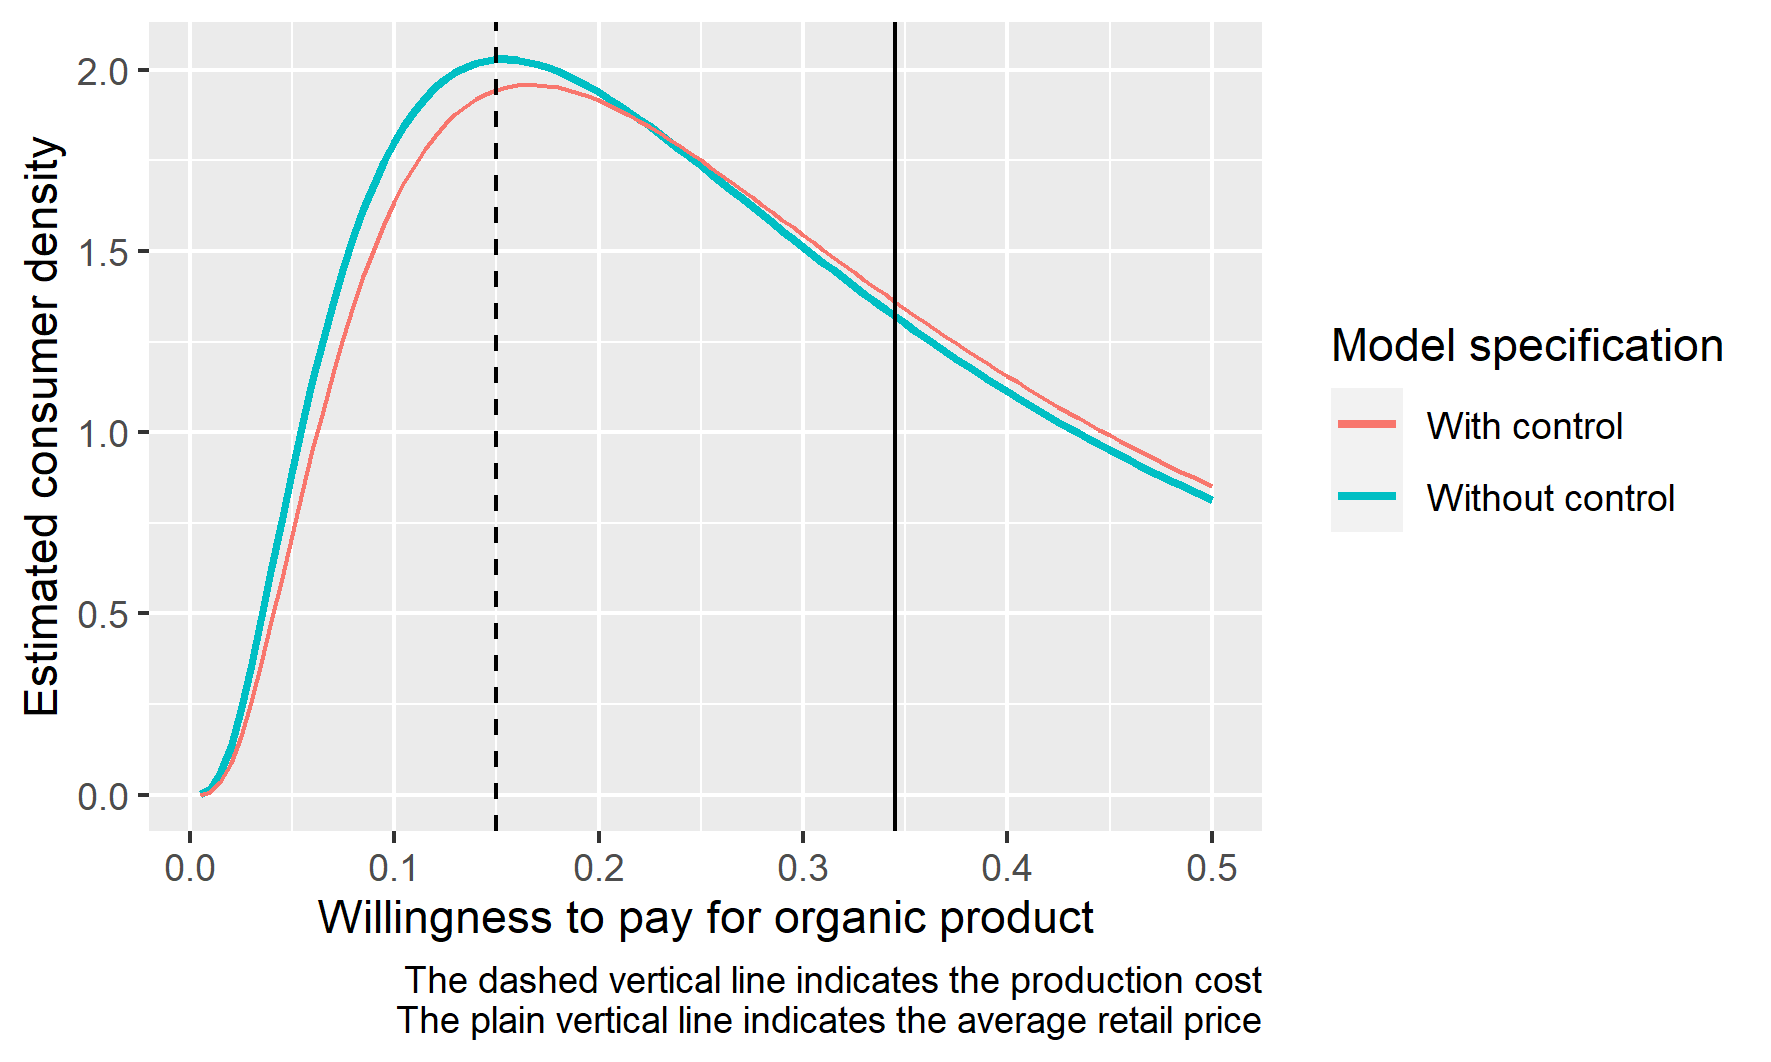 2.0
1.5
1.0
0.5
0.0
Estimated consumer density
0.0 0.1 0.2 0.3 0.4 0.5
Willingness to pay for organic product
The dashed vertical line indicates the production cost
The plain vertical line indicates the average retail price
Model specification
With control
Without control